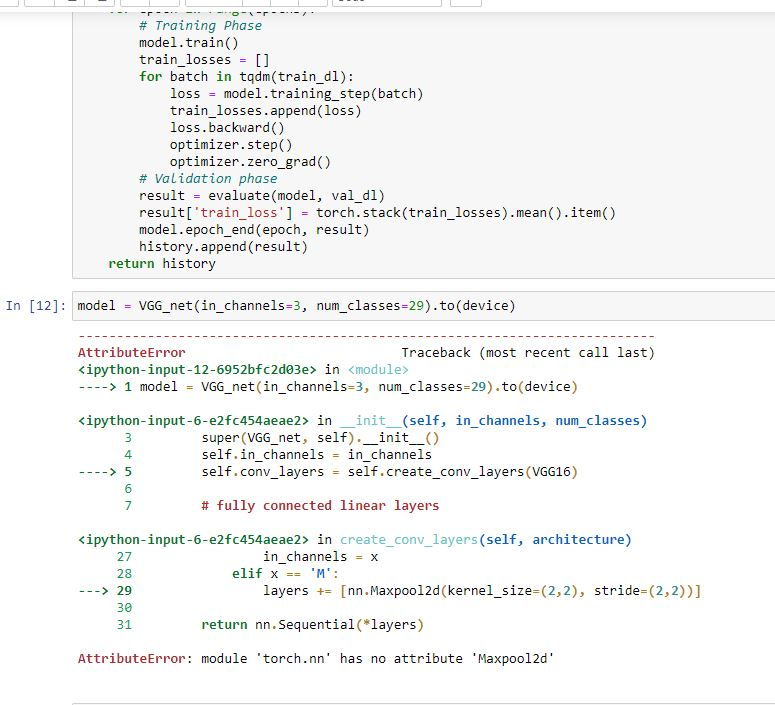 # Training Phase
model.train()
train_losses = []
for batch in tqdm(train_dl):
loss = model.training_step(batch)
train_losses.append(loss)
loss.backward()
optimizer.step()
optimizer.zero_grad()
# Validation phase
result = evaluate(model, val_dl)
result['train_loss'] = torch.stack(train_losses).mean().item()
model.epoch_end(epoch, result)
history.append(result)
return history
In [12]: model = VGG_net(in_channels=3, num_classes=29).to(device)
---------------------------------------------------------------------------
AttributeError Traceback (most recent call last)
<ipython-input-12-6952bfc2d03e> in <module>
----> 1 model = VGG_net(in_channels=3, num_classes=29).to(device)
<ipython-input-6-e2fc454aeae2> in __init__(self, in_channels, num_classes)
3 super(VGG_net, self).__init__()
4 self.in_channels = in_channels
----> 5 self.conv_layers = self.create_conv_layers(VGG16)
6
7 # fully connected linear layers
<ipython-input-6-e2fc454aeae2> in create_conv_layers(self, architecture)
27 in_channels = x
28 elif x == 'M':
---> 29 layers += [nn.Maxpool2d(kernel_size=(2,2), stride=(2,2))]
30
31 return nn.Sequential(*layers)
AttributeError: module 'torch.nn' has no attribute 'Maxpool2d'